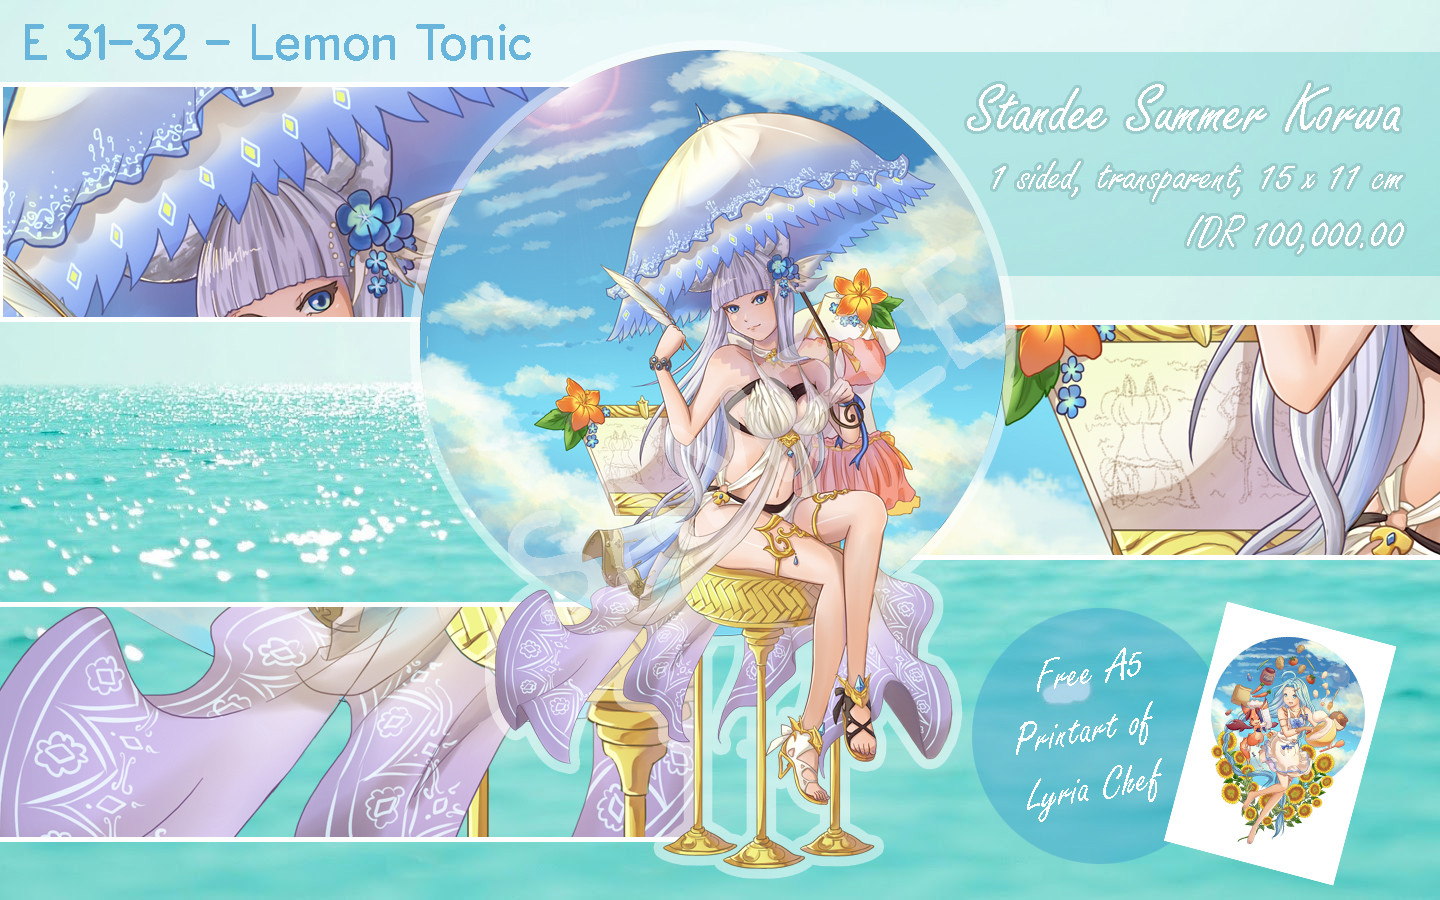 E 31-32 - Lemon Tonic
Standee Summer Korwa
1 sided, transparent, 15 x 11 cm
IDR 100,000.00
SAMPLE
Free A5
Printart of
Lyria Chef